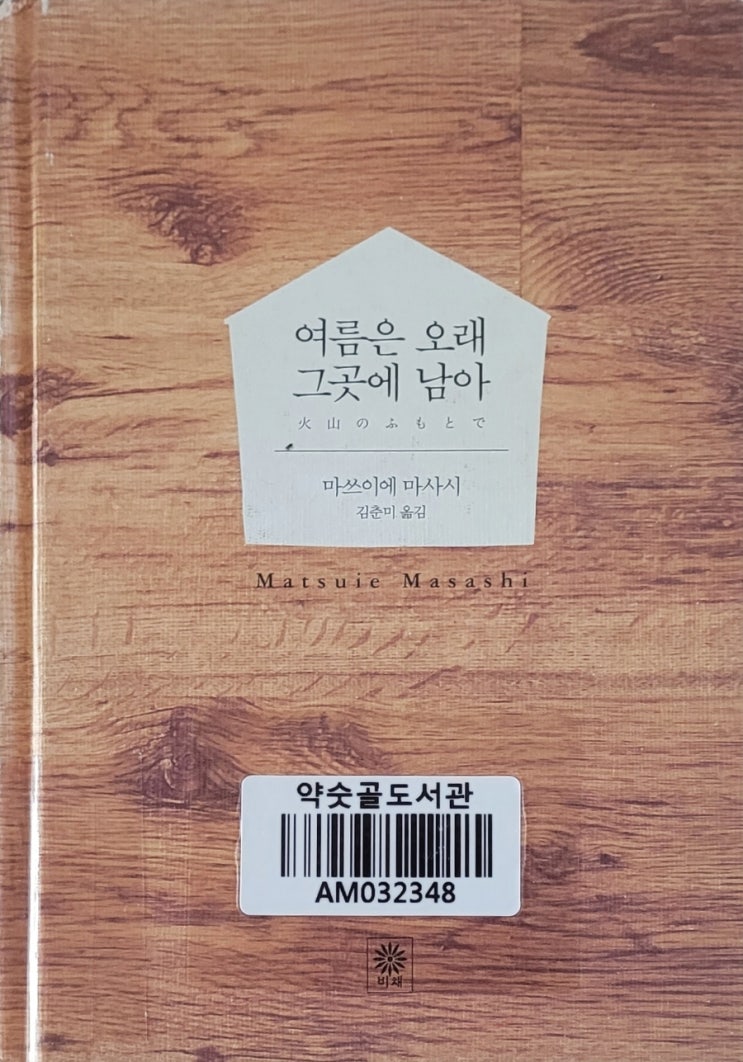 여름은 오래
그곳에 남아
火山のふもとで
마쓰이에 마사시
김춘미 옮김
Matsuie Masashi
약숫골도서관
AM032348
비채